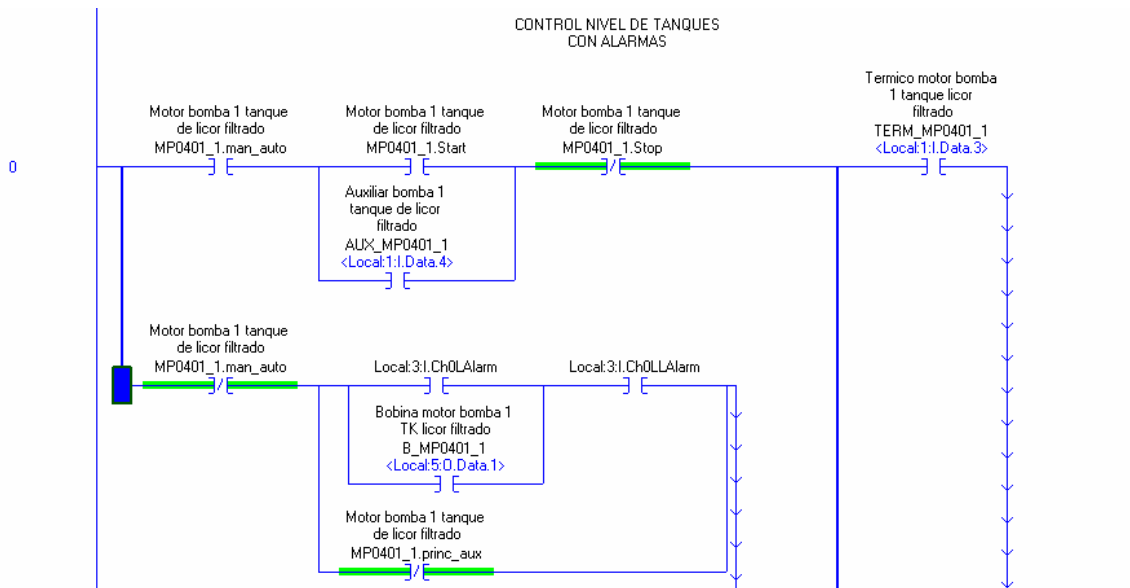 CONTROL NIVEL DE TANQUES
CON ALARMAS
Termico motor bomba
1 tanque licor
filtrado
TERM_MP0401_1
<Local:1:I.Data.3>
Motor bomba 1 tanque
de licor filtrado
MP0401_1.man_auto
Motor bomba 1 tanque
de licor filtrado
MP0401_1.Start
Motor bomba 1 tanque
de licor filtrado
MP0401_1.Stop
0
Auxiliar bomba 1
tanque de licor
filtrado
AUX_MP0401_1
<Local:1:I.Data.4>
Motor bomba 1 tanque
de licor filtrado
MP0401_1.man_auto
Local:3:I.Ch0LAlarm
Local:3:I.Ch0LLAlarm
Bobina motor bomba 1
TK licor filtrado
B_MP0401_1
<Local:5:O.Data.1>
Motor bomba 1 tanque
de licor filtrado
MP0401_1.princ_aux